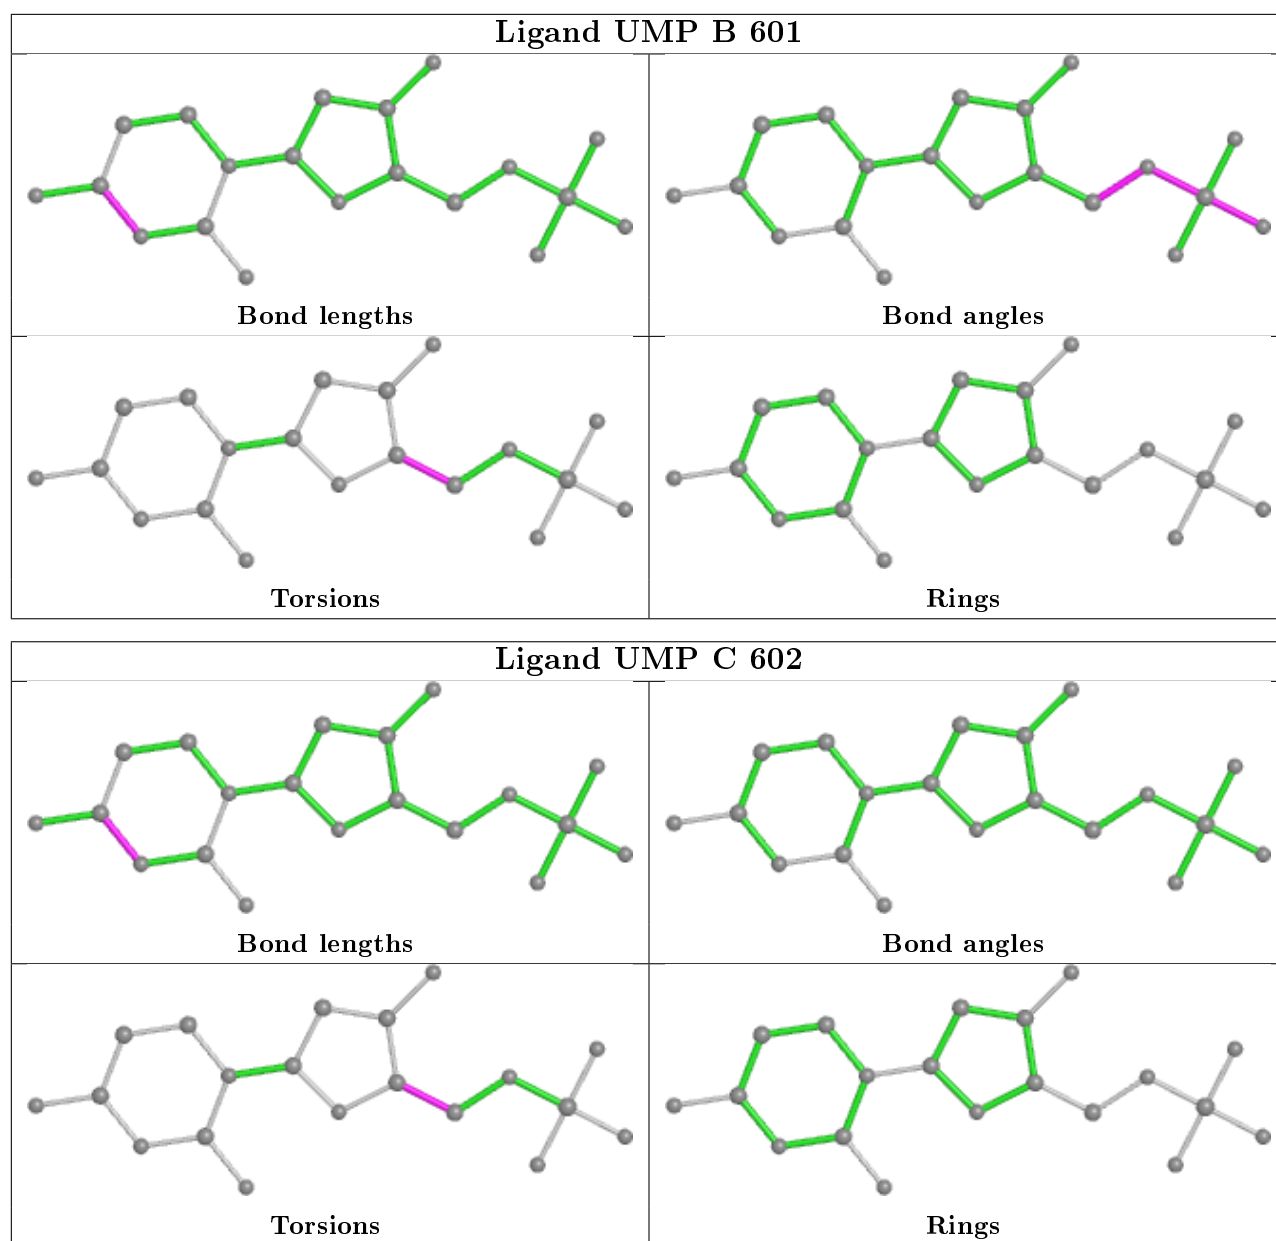 Ligand UMP B 601
Bond lengths
Bond angles
Torsions
Rings
Ligand UMP C 602
Bond lengths
Bond angles
Torsions
Rings